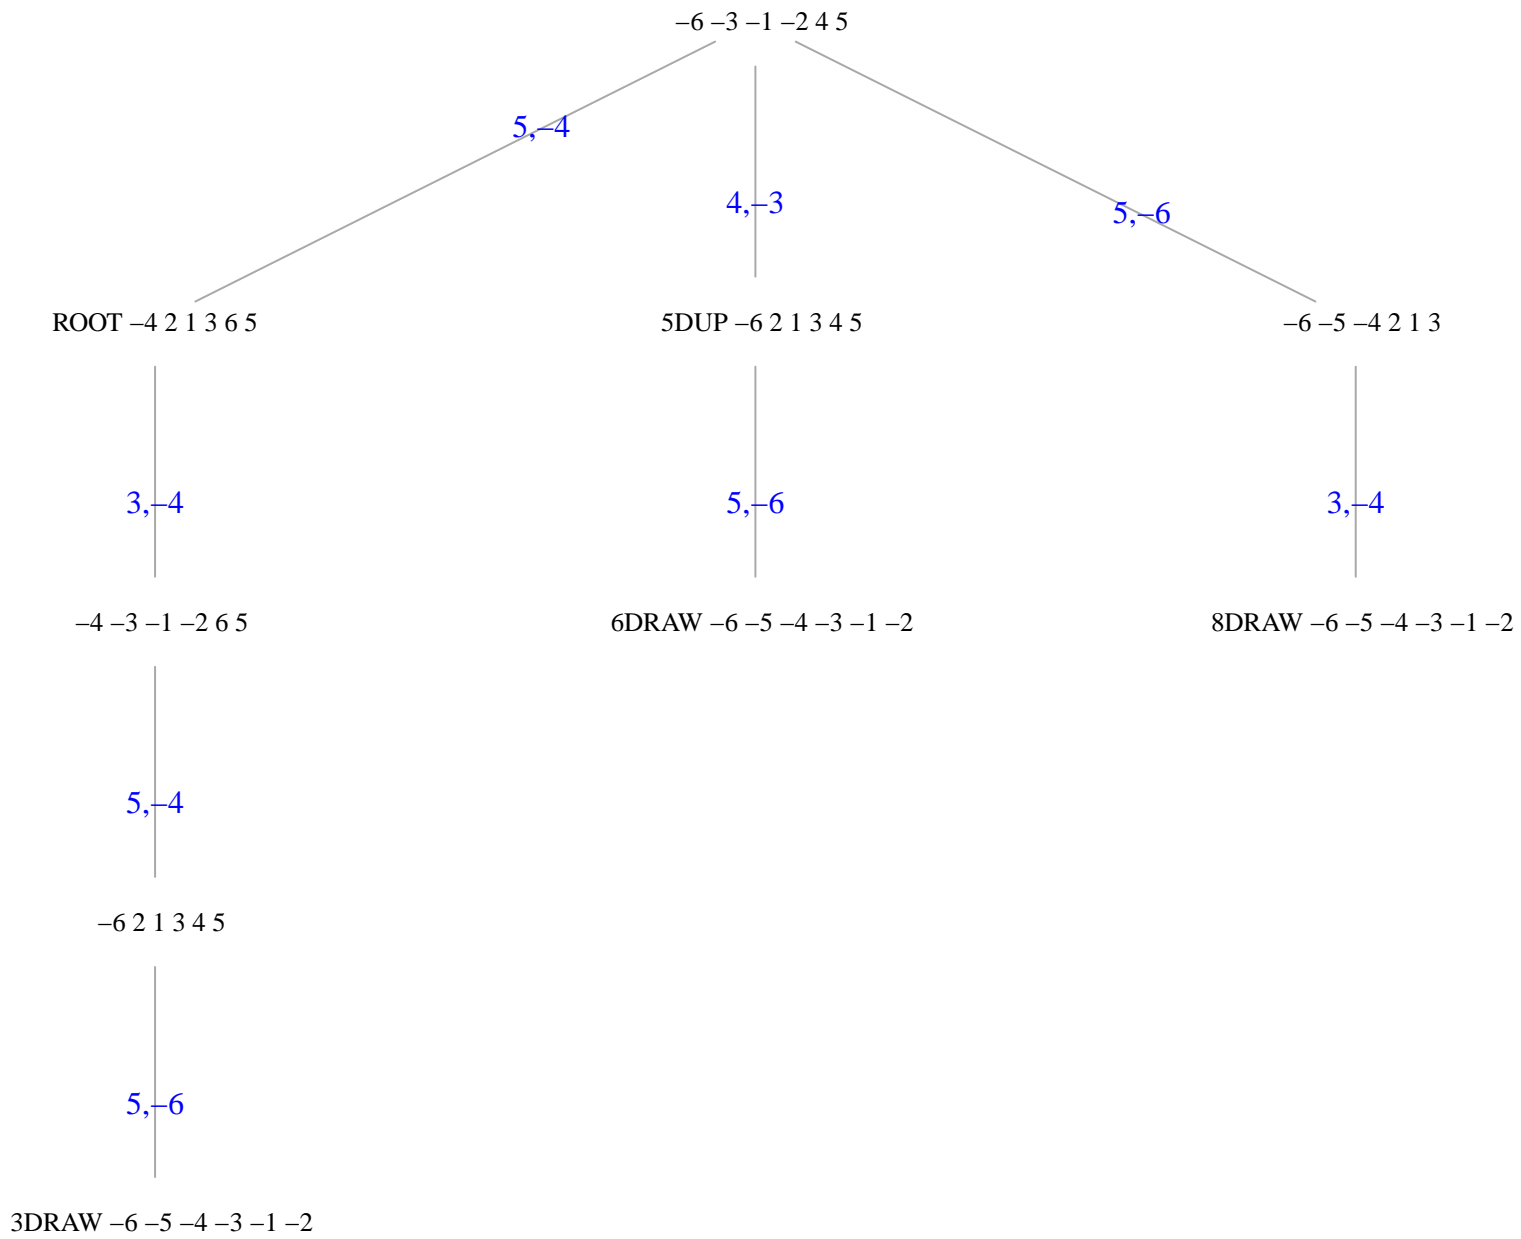 –6 –3 –1 –2 4 5
5,–4
4,–3
5,–6
ROOT –4 2 1 3 6 5
5DUP –6 2 1 3 4 5
–6 –5 –4 2 1 3
3,–4
5,–6
3,–4
–4 –3 –1 –2 6 5
6DRAW –6 –5 –4 –3 –1 –2
8DRAW –6 –5 –4 –3 –1 –2
5,–4
–6 2 1 3 4 5
5,–6
3DRAW –6 –5 –4 –3 –1 –2